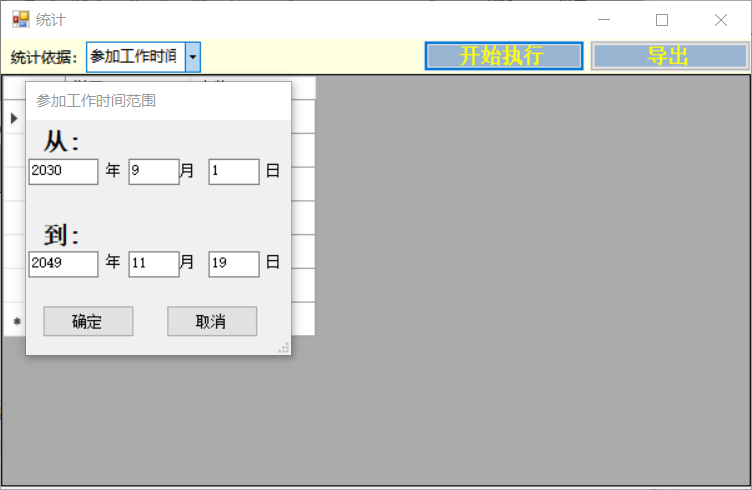 统计
统计依据：
参加工作时间
开始执行
导出
参加工作时间范围
从：
2030 年 9 月 1 日
到：
2049 年 11 月 19 日
确定 取消